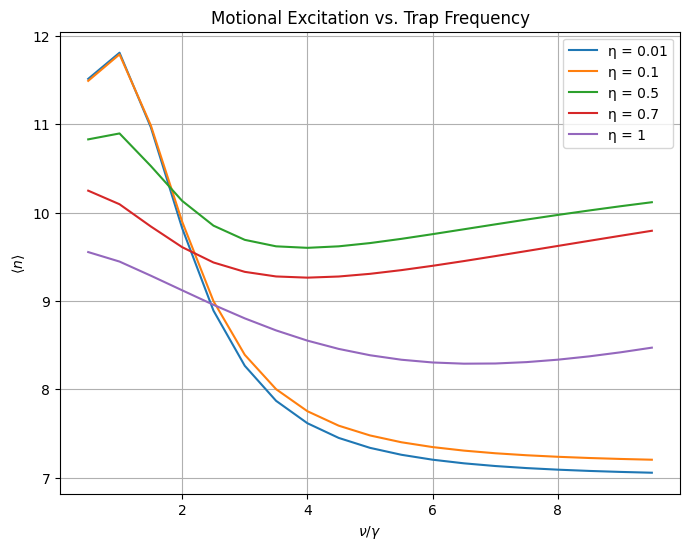 Motional Excitation vs. Trap Frequency
12
11
10
9
8
7
⟨n⟩
η = 0.01
η = 0.1
η = 0.5
η = 0.7
η = 1
2 4 6 8
ν/γ